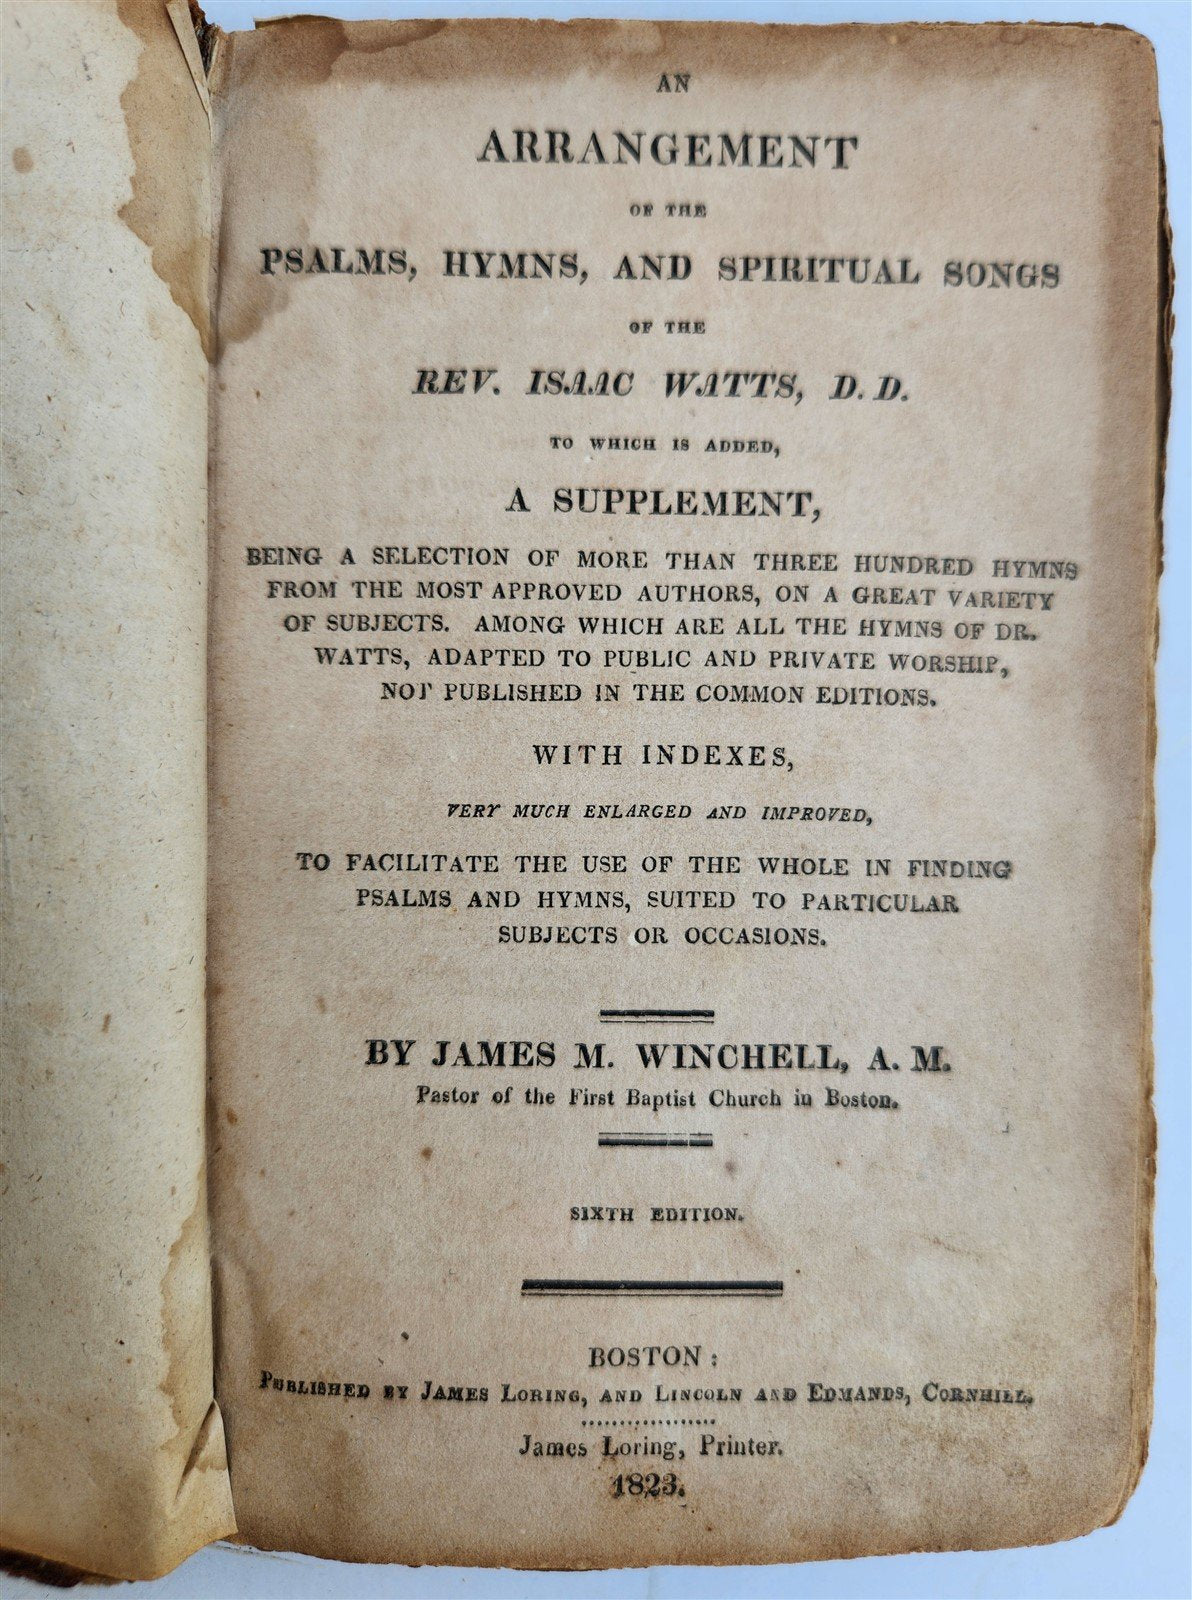 AN
ARRANGEMENT
OF THE
PSALMS, HYMNS, AND SPIRITUAL SONGS
OF THE
REV. ISAAC WATTS, D. D.
TO WHICH IS ADDED,
A SUPPLEMENT,
BEING A SELECTION OF MORE THAN THREE HUNDRED HYMNS
FROM THE MOST APPROVED AUTHORS, ON A GREAT VARIETY
OF SUBJECTS. AMONG WHICH ARE ALL THE HYMNS OF DR.
WATTS, ADAPTED TO PUBLIC AND PRIVATE WORSHIP,
NOT PUBLISHED IN THE COMMON EDITIONS.
WITH INDEXES,
VERY MUCH ENLARGED AND IMPROVED,
TO FACILITATE THE USE OF THE WHOLE IN FINDING
PSALMS AND HYMNS, SUITED TO PARTICULAR
SUBJECTS OR OCCASIONS.
BY JAMES M. WINCHELL, A. M.
Pastor of the First Baptist Church in Boston.
SIXTH EDITION.
BOSTON:
PUBLISHED BY JAMES LORING, AND LINCOLN AND EDMANDS, CORNHILL.
James Loring, Printer.
1823.